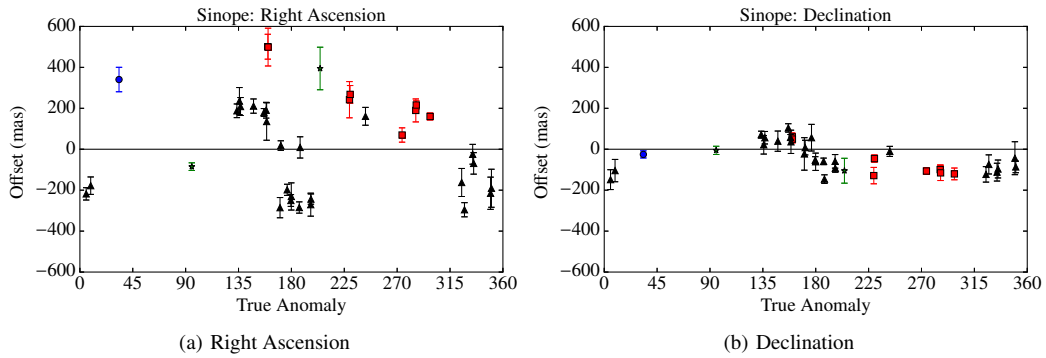 Sinope: Right Ascension
600
400
200
0
−200
−400
−600
Offset (mas)
0 45 90 135 180 225 270 315 360
True Anomaly
(a) Right Ascension
Sinope: Declination
600
400
200
0
−200
−400
−600
Offset (mas)
0 45 90 135 180 225 270 315 360
True Anomaly
(b) Declination